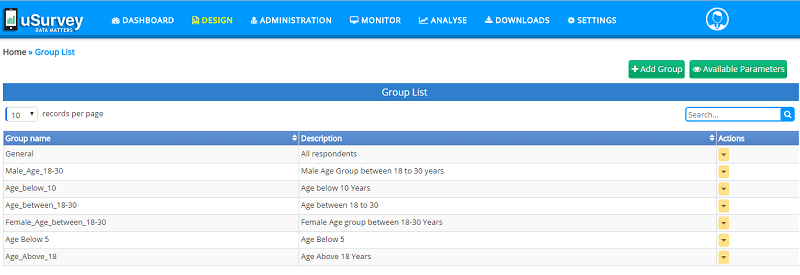 uSurvey
DATA MATTERS
DASHBOARD DESIGN ADMINISTRATION MONITOR ANALYSE DOWNLOADS SETTINGS
Home » Group List
+ Add Group Available Parameters
Group List
10 records per page Search...
Group name Description Actions
General All respondents
Male_Age_18-30 Male Age Group between 18 to 30 years
Age_below_10 Age below 10 Years
Age_between_18-30 Age between 18 to 30
Female_Age_between_18-30 Female Age group between 18-30 Years
Age Below 5 Age Below 5
Age_Above_18 Age Above 18 Years